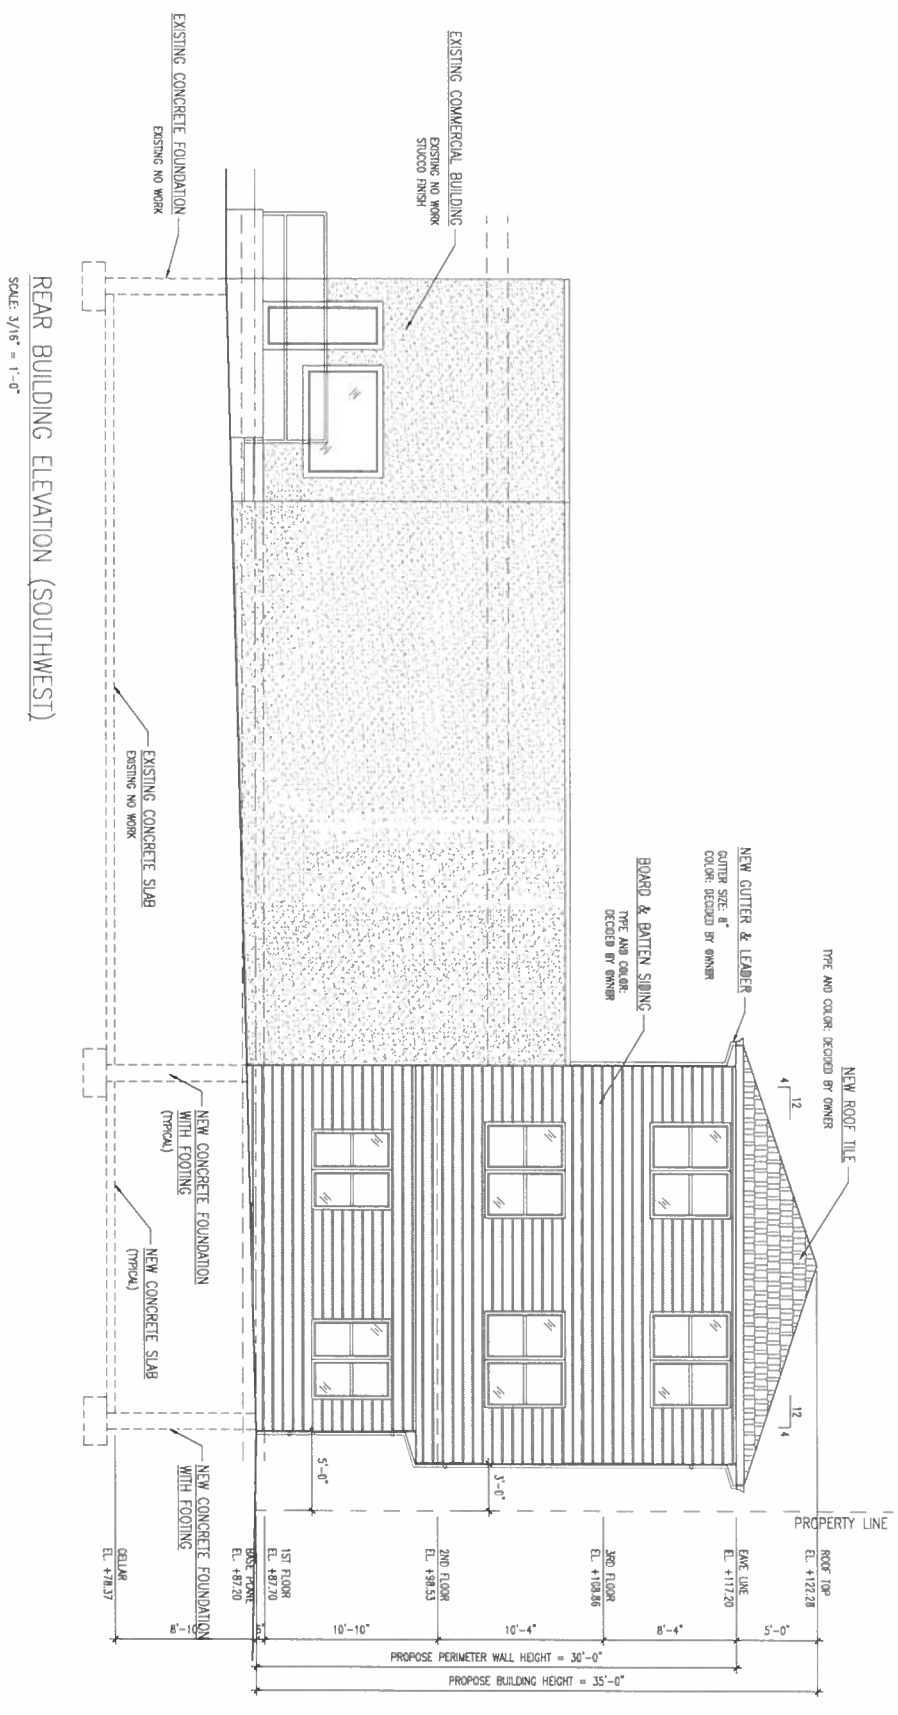 NEW ROOF TILE
TYPE AND COLOR: DECIDED BY OWNER
NEW GUTTER & LEADER
GUTTER SIZE: 8"
COLOR: DECIDED BY OWNER
BOARD & BATTEN SIDING
TYPE AND COLOR:
DECIDED BY OWNER
EXISTING COMMERCIAL BUILDING
EXISTING NO WORK
STUCCO FINISH
EXISTING CONCRETE FOUNDATION
EXISTING NO WORK
12
4
12
4
PROPERTY LINE
ROOF TOP
EL. +122.28
EAVE LINE
EL. +117.20
3RD FLOOR
EL. +108.86
2ND FLOOR
EL. +98.53
1ST FLOOR
EL. +87.70
BASE PLANE
EL. +87.20
CELLAR
EL. +78.37
5'-0"
8'-4"
10'-4"
10'-10"
6"
8'-10"
PROPOSE PERIMETER WALL HEIGHT = 30'-0"
PROPOSE BUILDING HEIGHT = 35'-0"
3'-0"
5'-0"
EXISTING CONCRETE SLAB
EXISTING NO WORK
NEW CONCRETE FOUNDATION
WITH FOOTING
(TYPICAL)
NEW CONCRETE SLAB
(TYPICAL)
NEW CONCRETE FOUNDATION
WITH FOOTING
REAR BUILDING ELEVATION (SOUTHWEST)
SCALE: 3/16" = 1'-0"